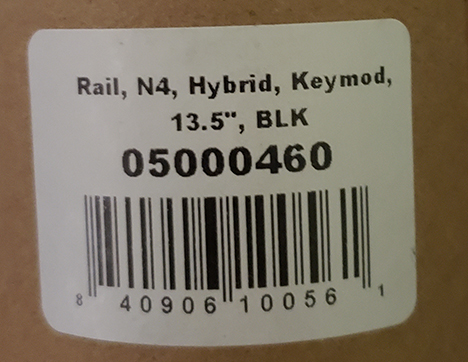 Rail, N4, Hybrid, Keymod,
13.5", BLK
05000460
8 40906 10056 1